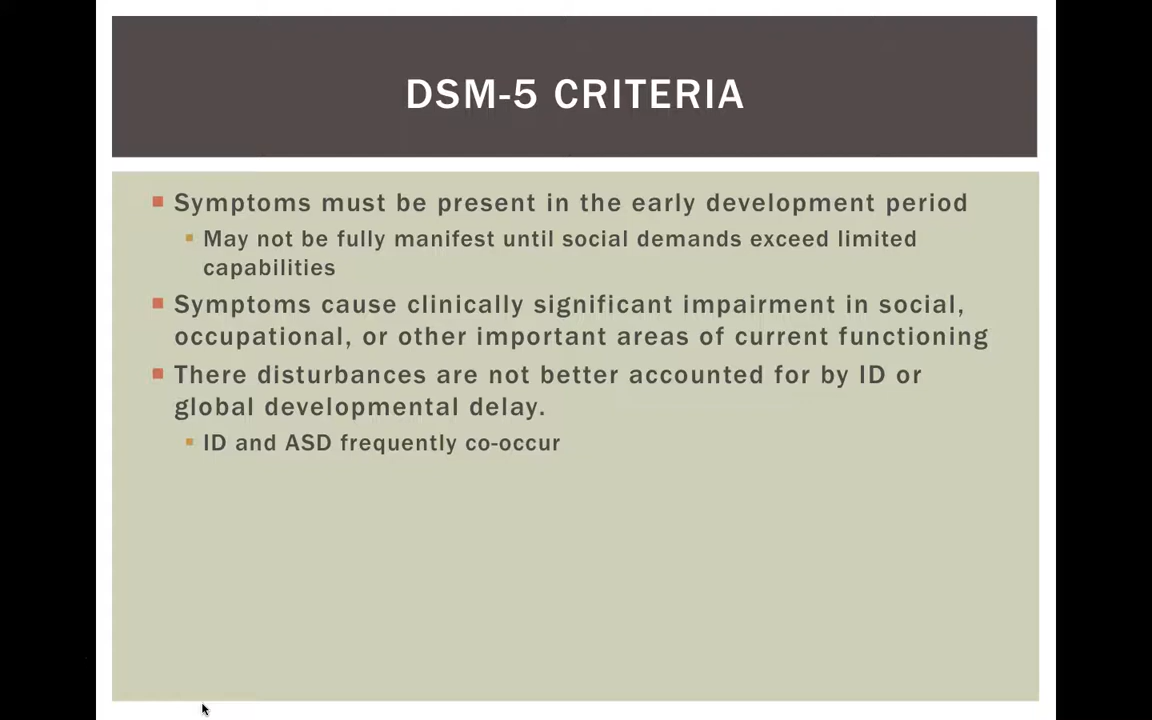 DSM-5 CRITERIA
Symptoms must be present in the early development period
May not be fully manifest until social demands exceed limited
capabilities
Symptoms cause clinically significant impairment in social,
occupational, or other important areas of current functioning
There disturbances are not better accounted for by ID or
global developmental delay.
ID and ASD frequently co-occur